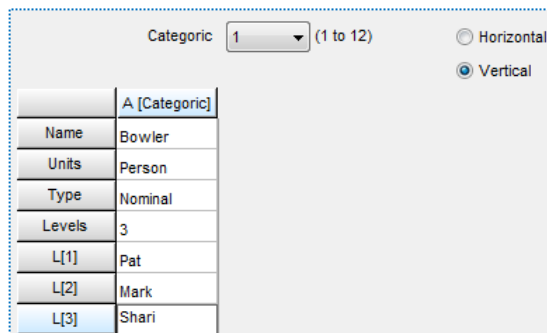 Categoric 1 (1 to 12) Horizontal
Vertical
A [Categoric]
Name Bowler
Units Person
Type Nominal
Levels 3
L[1] Pat
L[2] Mark
L[3] Shari